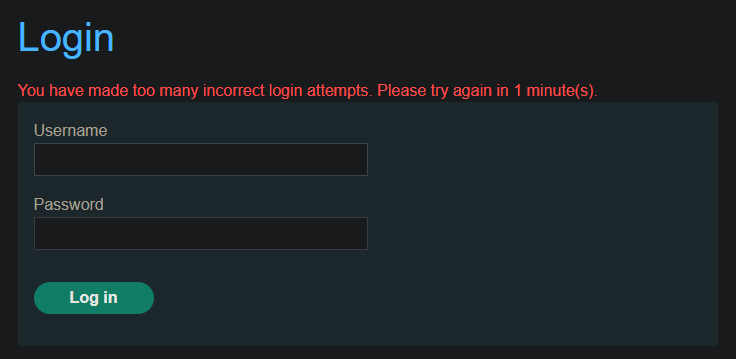 Login
You have made too many incorrect login attempts. Please try again in 1 minute(s).
Username
Password
Log in